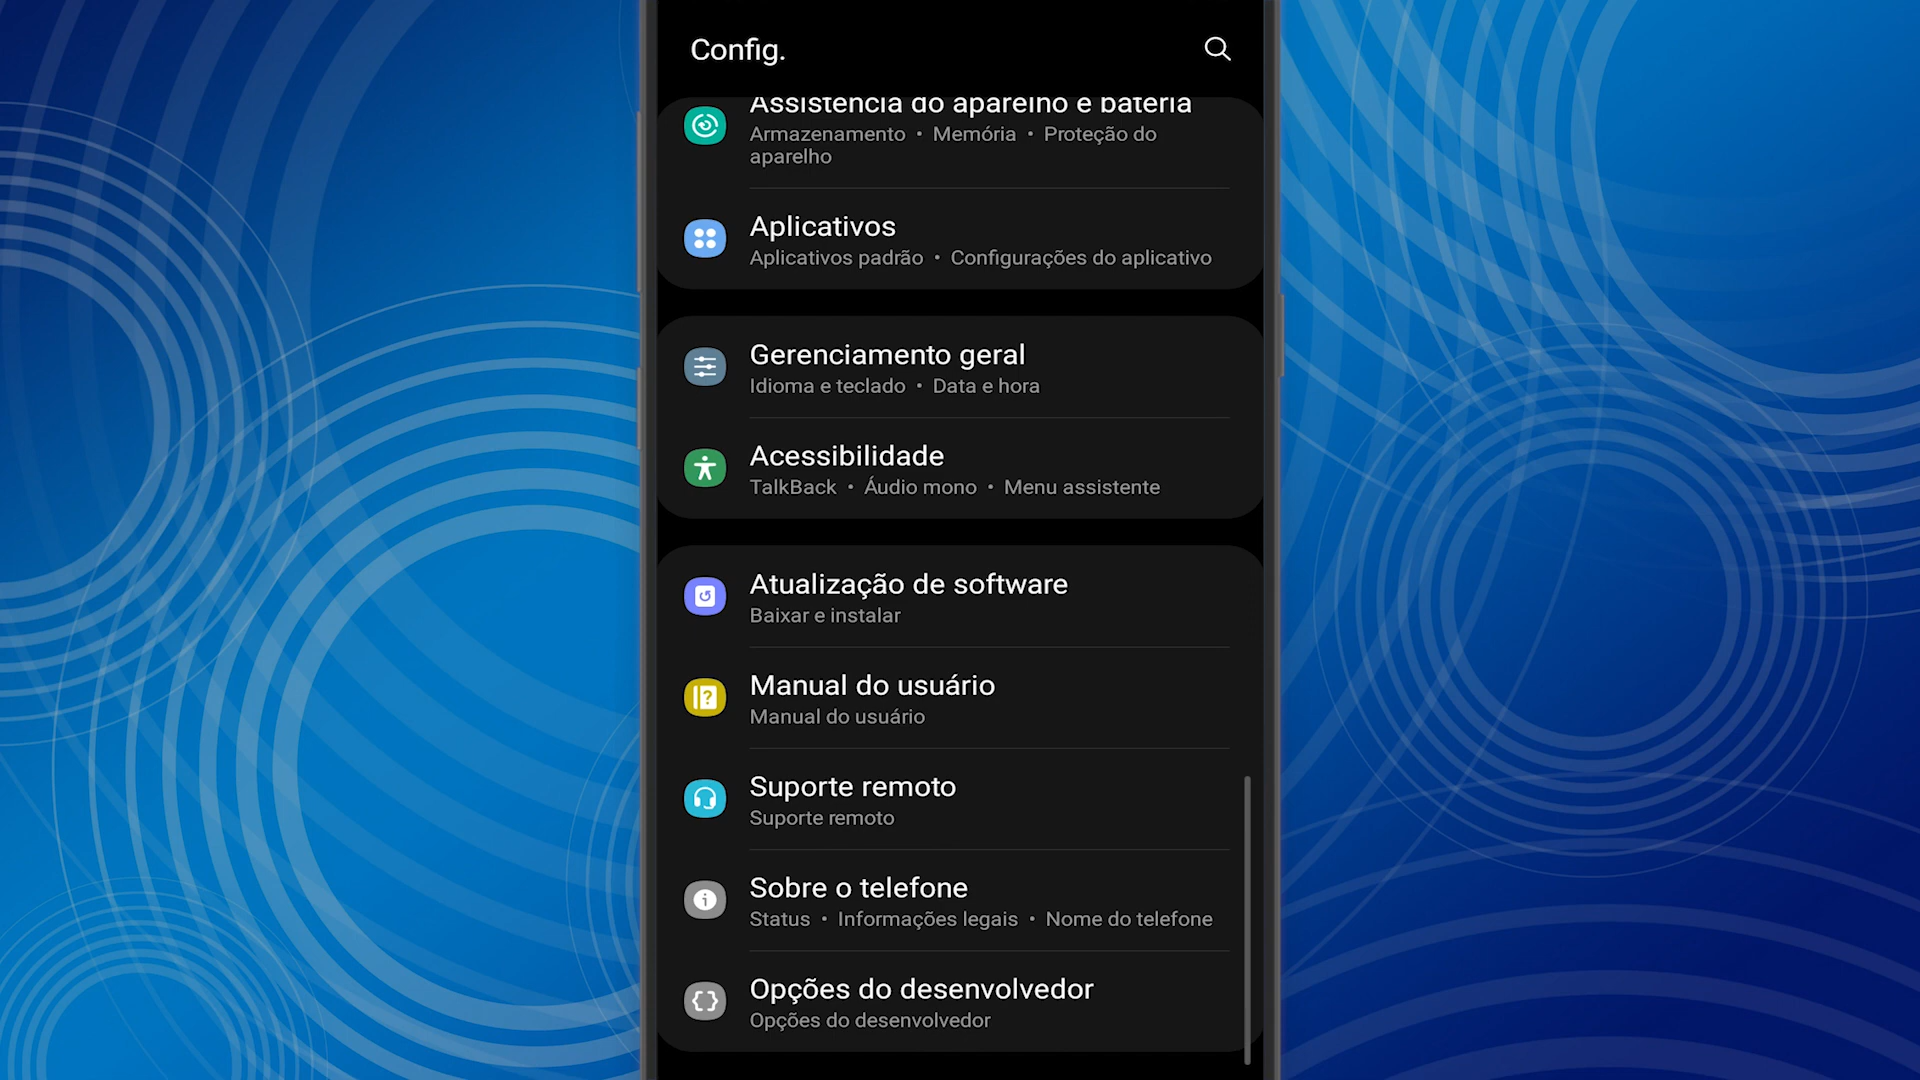 Config.
Assistência do aparelho e bateria
Armazenamento • Memória • Proteção do
aparelho
Aplicativos
Aplicativos padrão • Configurações do aplicativo
Gerenciamento geral
Idioma e teclado • Data e hora
Acessibilidade
TalkBack • Áudio mono • Menu assistente
Atualização de software
Baixar e instalar
Manual do usuário
Manual do usuário
Suporte remoto
Suporte remoto
Sobre o telefone
Status • Informações legais • Nome do telefone
Opções do desenvolvedor
Opções do desenvolvedor